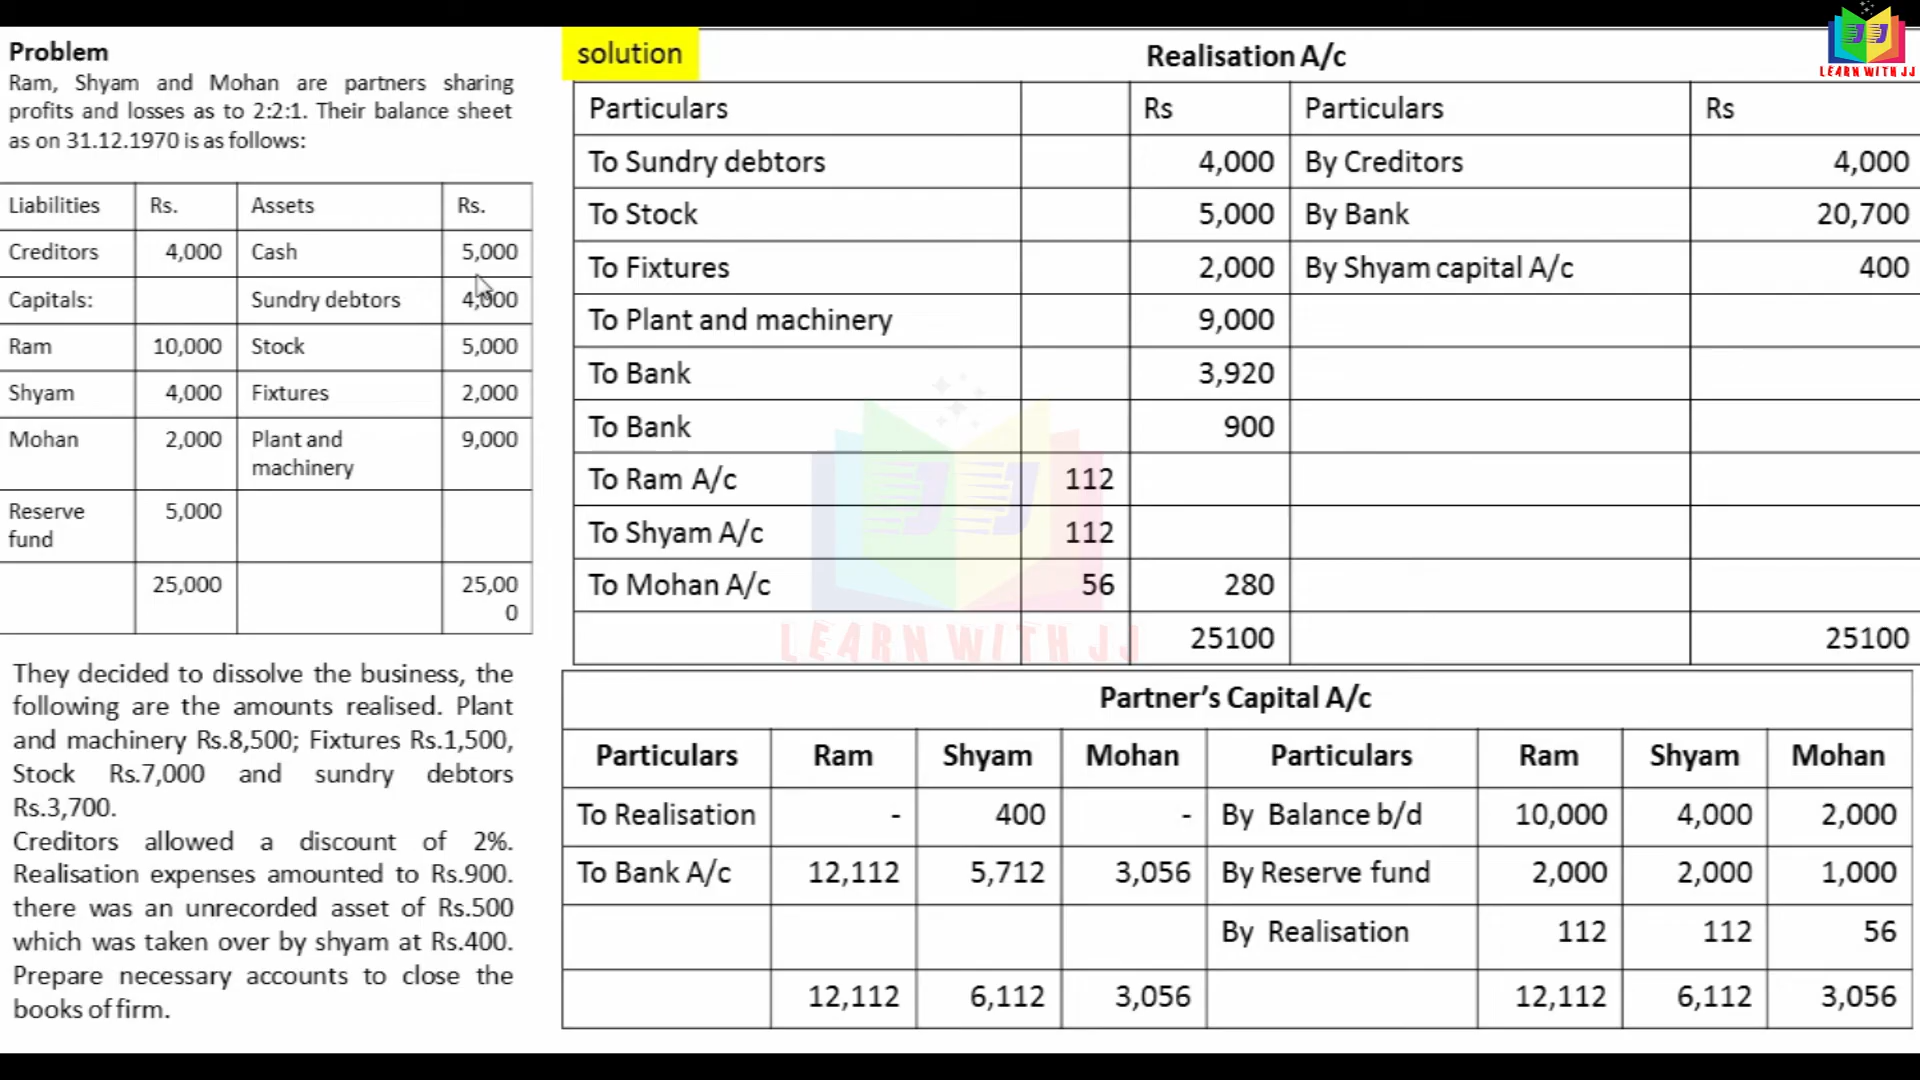 Problem
Ram, Shyam and Mohan are partners sharing
profits and losses as to 2:2:1. Their balance sheet
as on 31.12.1970 is as follows:
Liabilities Rs. Assets Rs.
Creditors 4,000 Cash 5,000
Capitals: Sundry debtors 4,000
Ram 10,000 Stock 5,000
Shyam 4,000 Fixtures 2,000
Mohan 2,000 Plant and 9,000
machinery
Reserve 5,000
fund
25,000 25,00
0
They decided to dissolve the business, the
following are the amounts realised. Plant
and machinery Rs.8,500; Fixtures Rs.1,500,
Stock Rs.7,000 and sundry debtors
Rs.3,700.
Creditors allowed a discount of 2%.
Realisation expenses amounted to Rs.900.
there was an unrecorded asset of Rs.500
which was taken over by shyam at Rs.400.
Prepare necessary accounts to close the
books of firm.
solution
Realisation A/c
Particulars Rs Particulars Rs
To Sundry debtors 4,000 By Creditors 4,000
To Stock 5,000 By Bank 20,700
To Fixtures 2,000 By Shyam capital A/c 400
To Plant and machinery 9,000
To Bank 3,920
To Bank 900
To Ram A/c 112
To Shyam A/c 112
To Mohan A/c 56 280
25100 25100
Partner's Capital A/c
Particulars Ram Shyam Mohan Particulars Ram Shyam Mohan
To Realisation - 400 - By Balance b/d 10,000 4,000 2,000
To Bank A/c 12,112 5,712 3,056 By Reserve fund 2,000 2,000 1,000
By Realisation 112 112 56
12,112 6,112 3,056 12,112 6,112 3,056
JJ
LEARN WITH JJ
JJ
LEARN WITH JJ